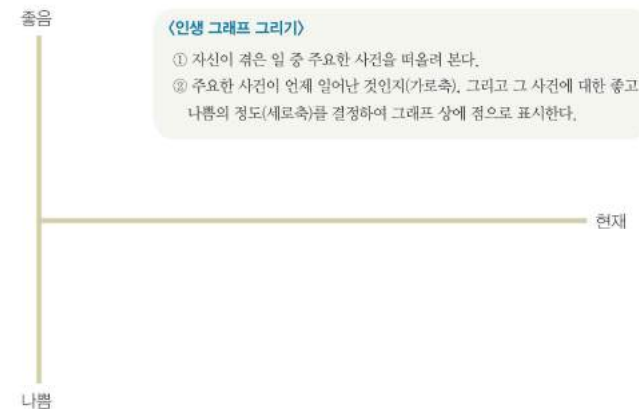 좋음
〈인생 그래프 그리기〉
① 자신이 겪은 일 중 주요한 사건을 떠올려 본다.
② 주요한 사건이 언제 일어난 것인지(가로축), 그리고 그 사건에 대한 좋고
나쁨의 정도(세로축)를 결정하여 그래프 상에 점으로 표시한다.
현재
나쁨